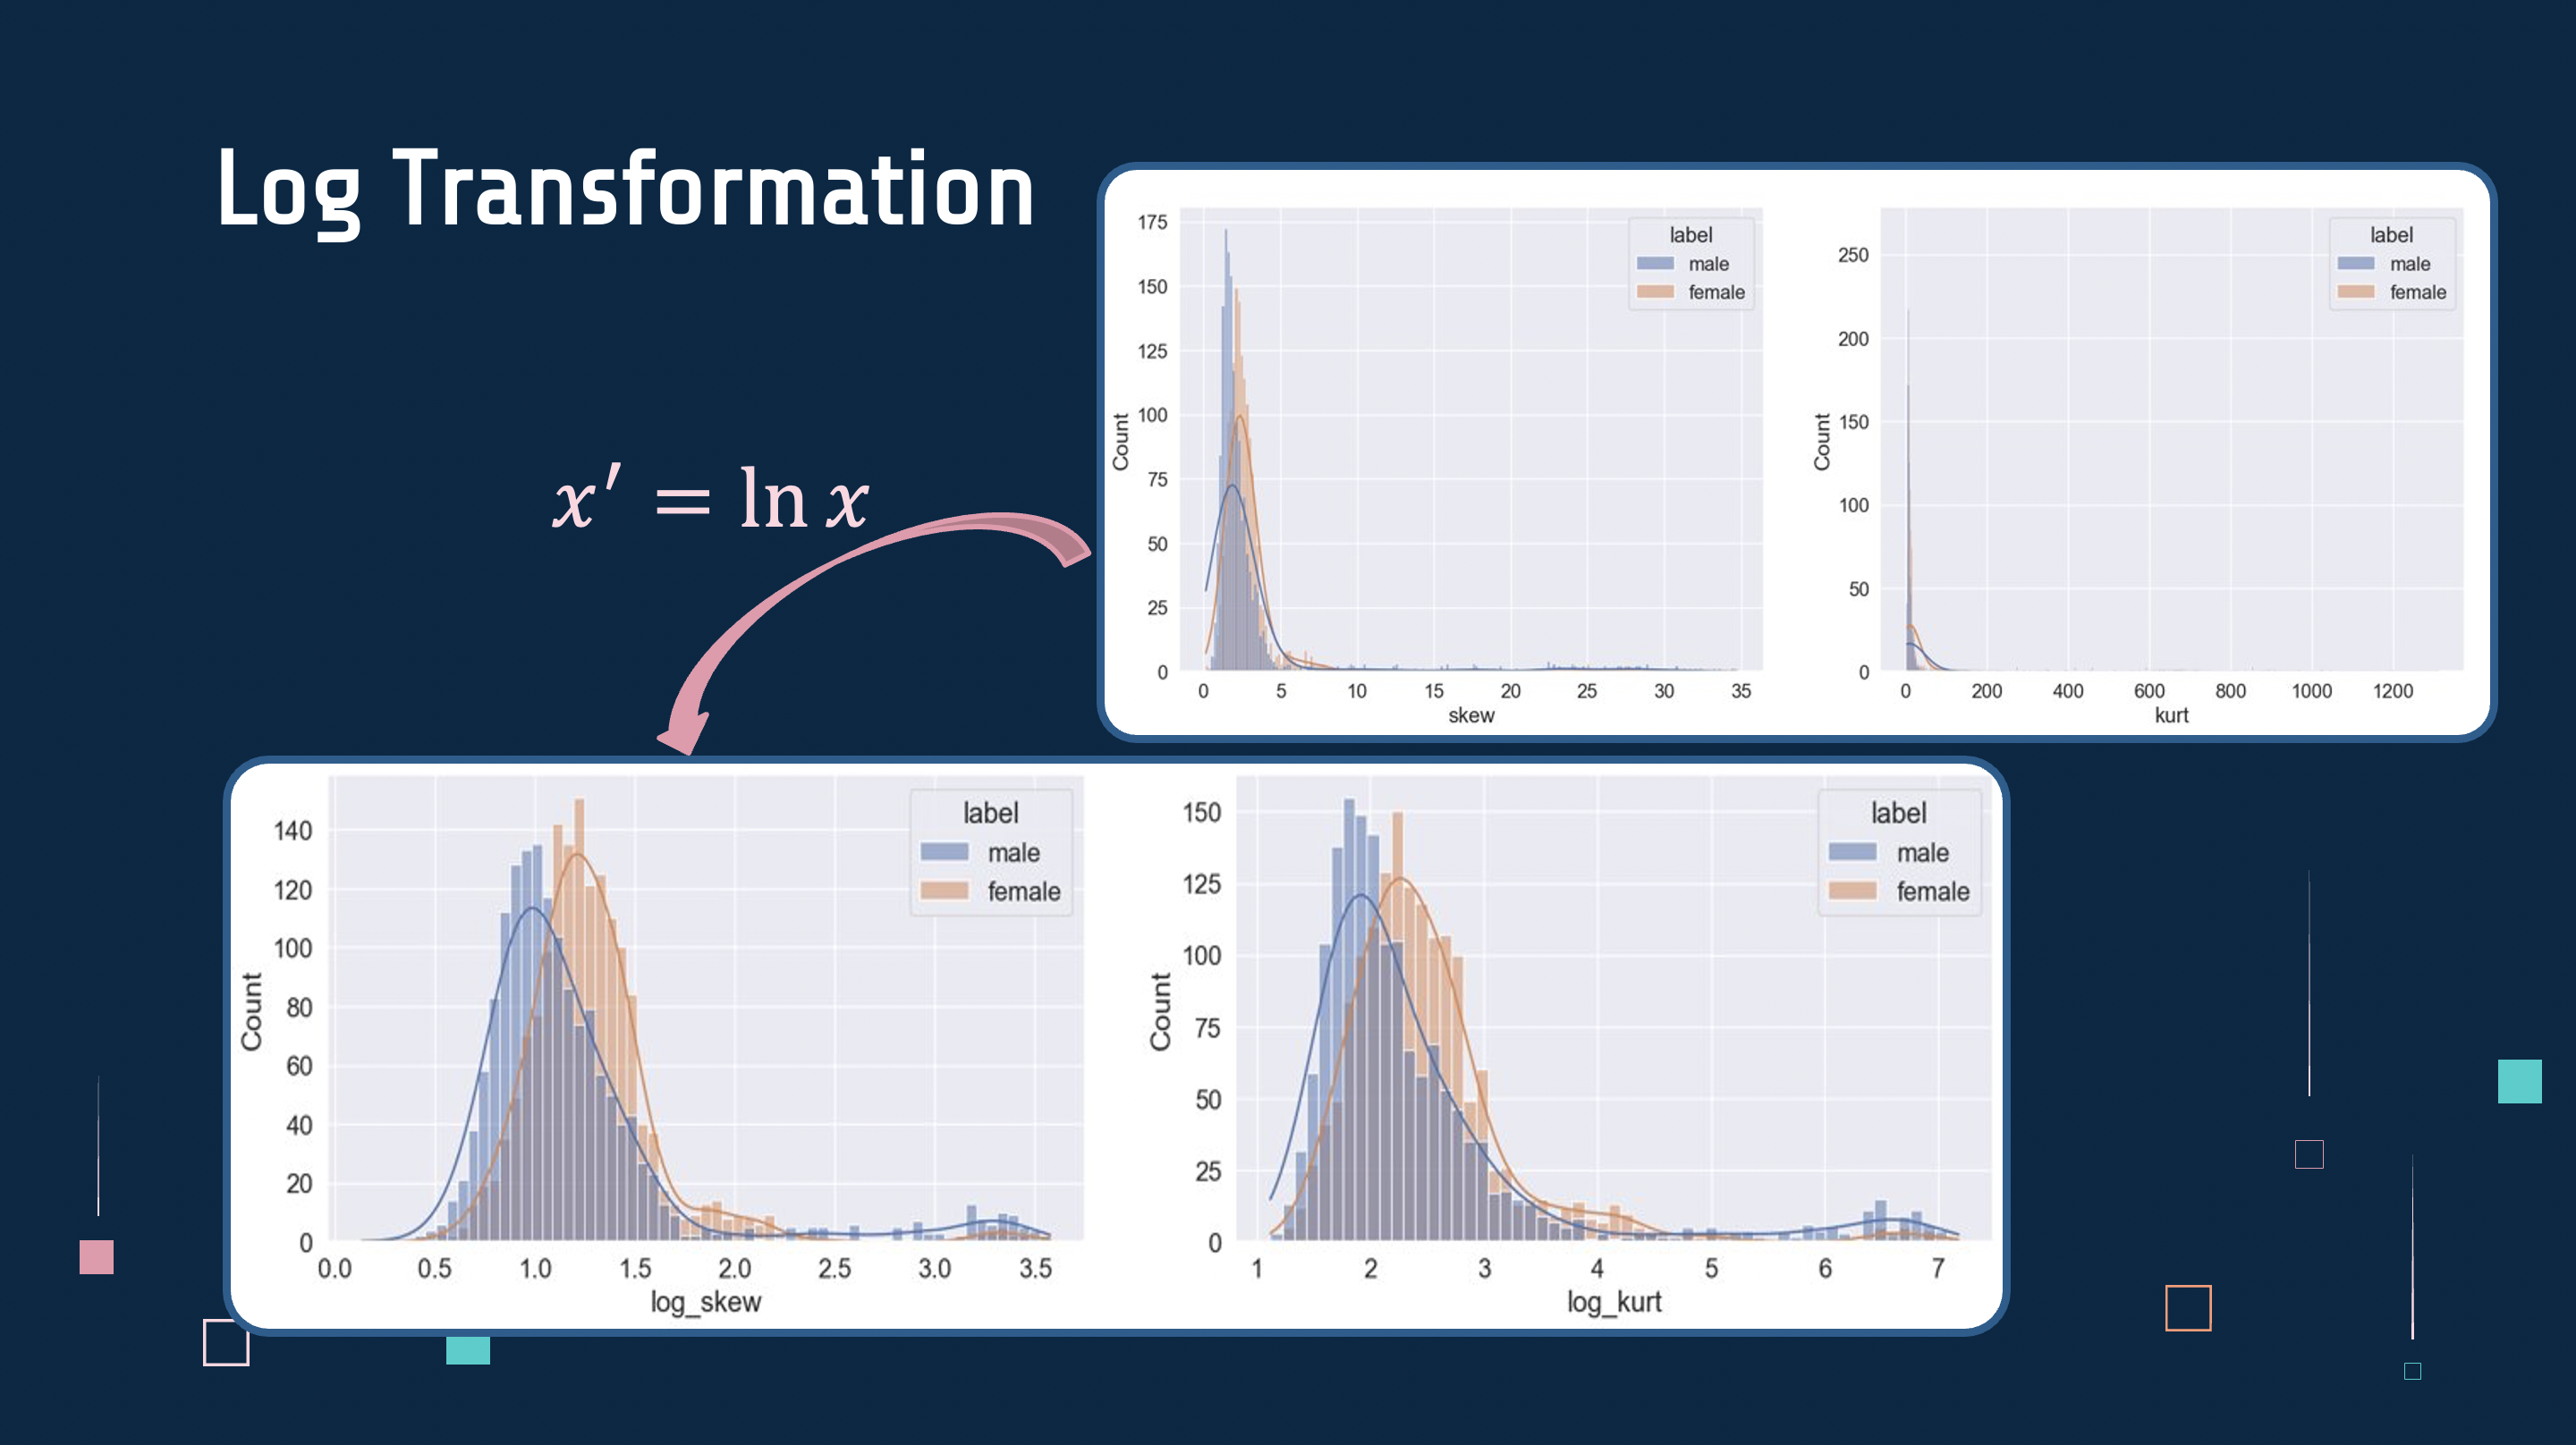 Log Transformation
x′ = ln x
label
male
female
175
150
125
100
75
50
25
0
Count
0 5 10 15 20 25 30 35
skew
label
male
female
250
200
150
100
50
0
Count
0 200 400 600 800 1000 1200
kurt
label
male
female
140
120
100
80
60
40
20
0
Count
0.0 0.5 1.0 1.5 2.0 2.5 3.0 3.5
log_skew
label
male
female
150
125
100
75
50
25
0
Count
1 2 3 4 5 6 7
log_kurt